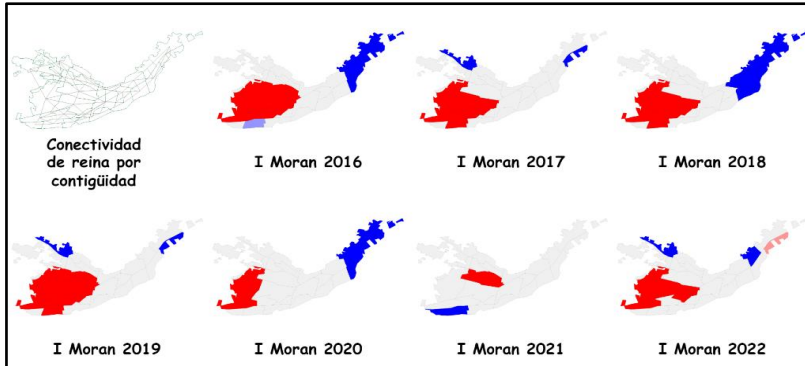 Conectividad
de reina por
contigüidad
I Moran 2016
I Moran 2017
I Moran 2018
I Moran 2019
I Moran 2020
I Moran 2021
I Moran 2022